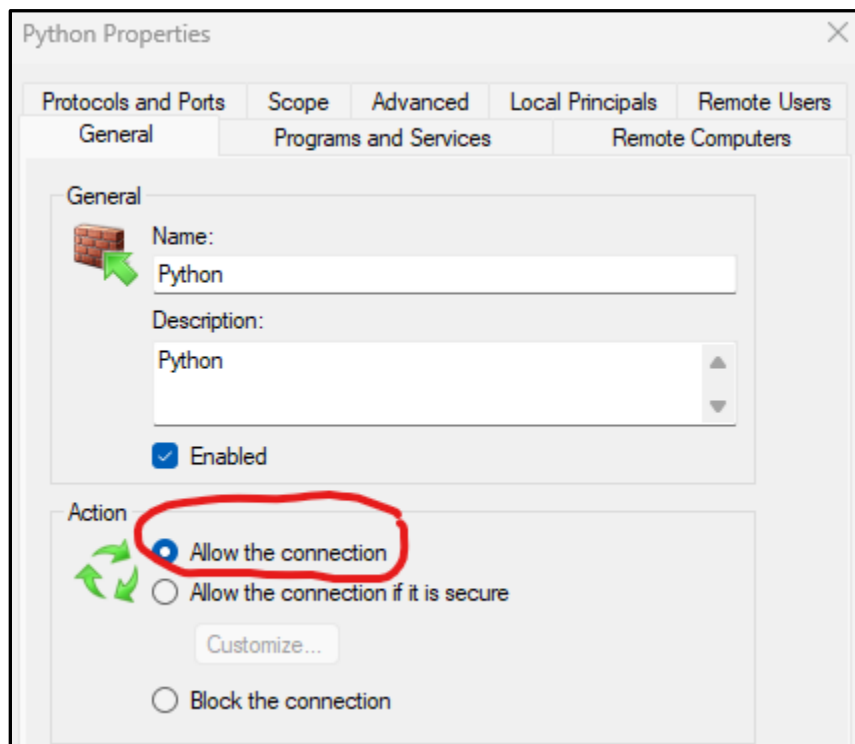 Python Properties
Protocols and Ports Scope Advanced Local Principals Remote Users
General Programs and Services Remote Computers
General
Name:
Python
Description:
Python
Enabled
Action
Allow the connection
Allow the connection if it is secure
Customize...
Block the connection